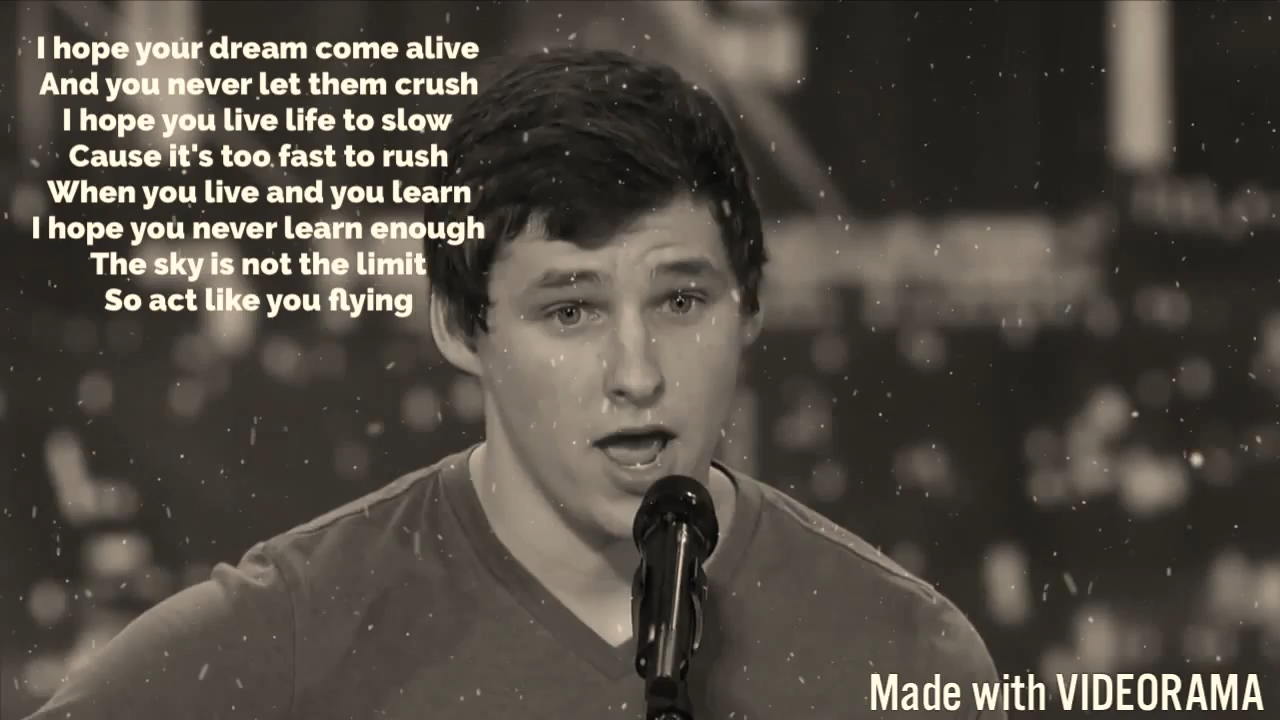 I hope your dream come alive
And you never let them crush
I hope you live life to slow
Cause it's too fast to rush
When you live and you learn
I hope you never learn enough
The sky is not the limit
So act like you flying
Made with VIDEORAMA